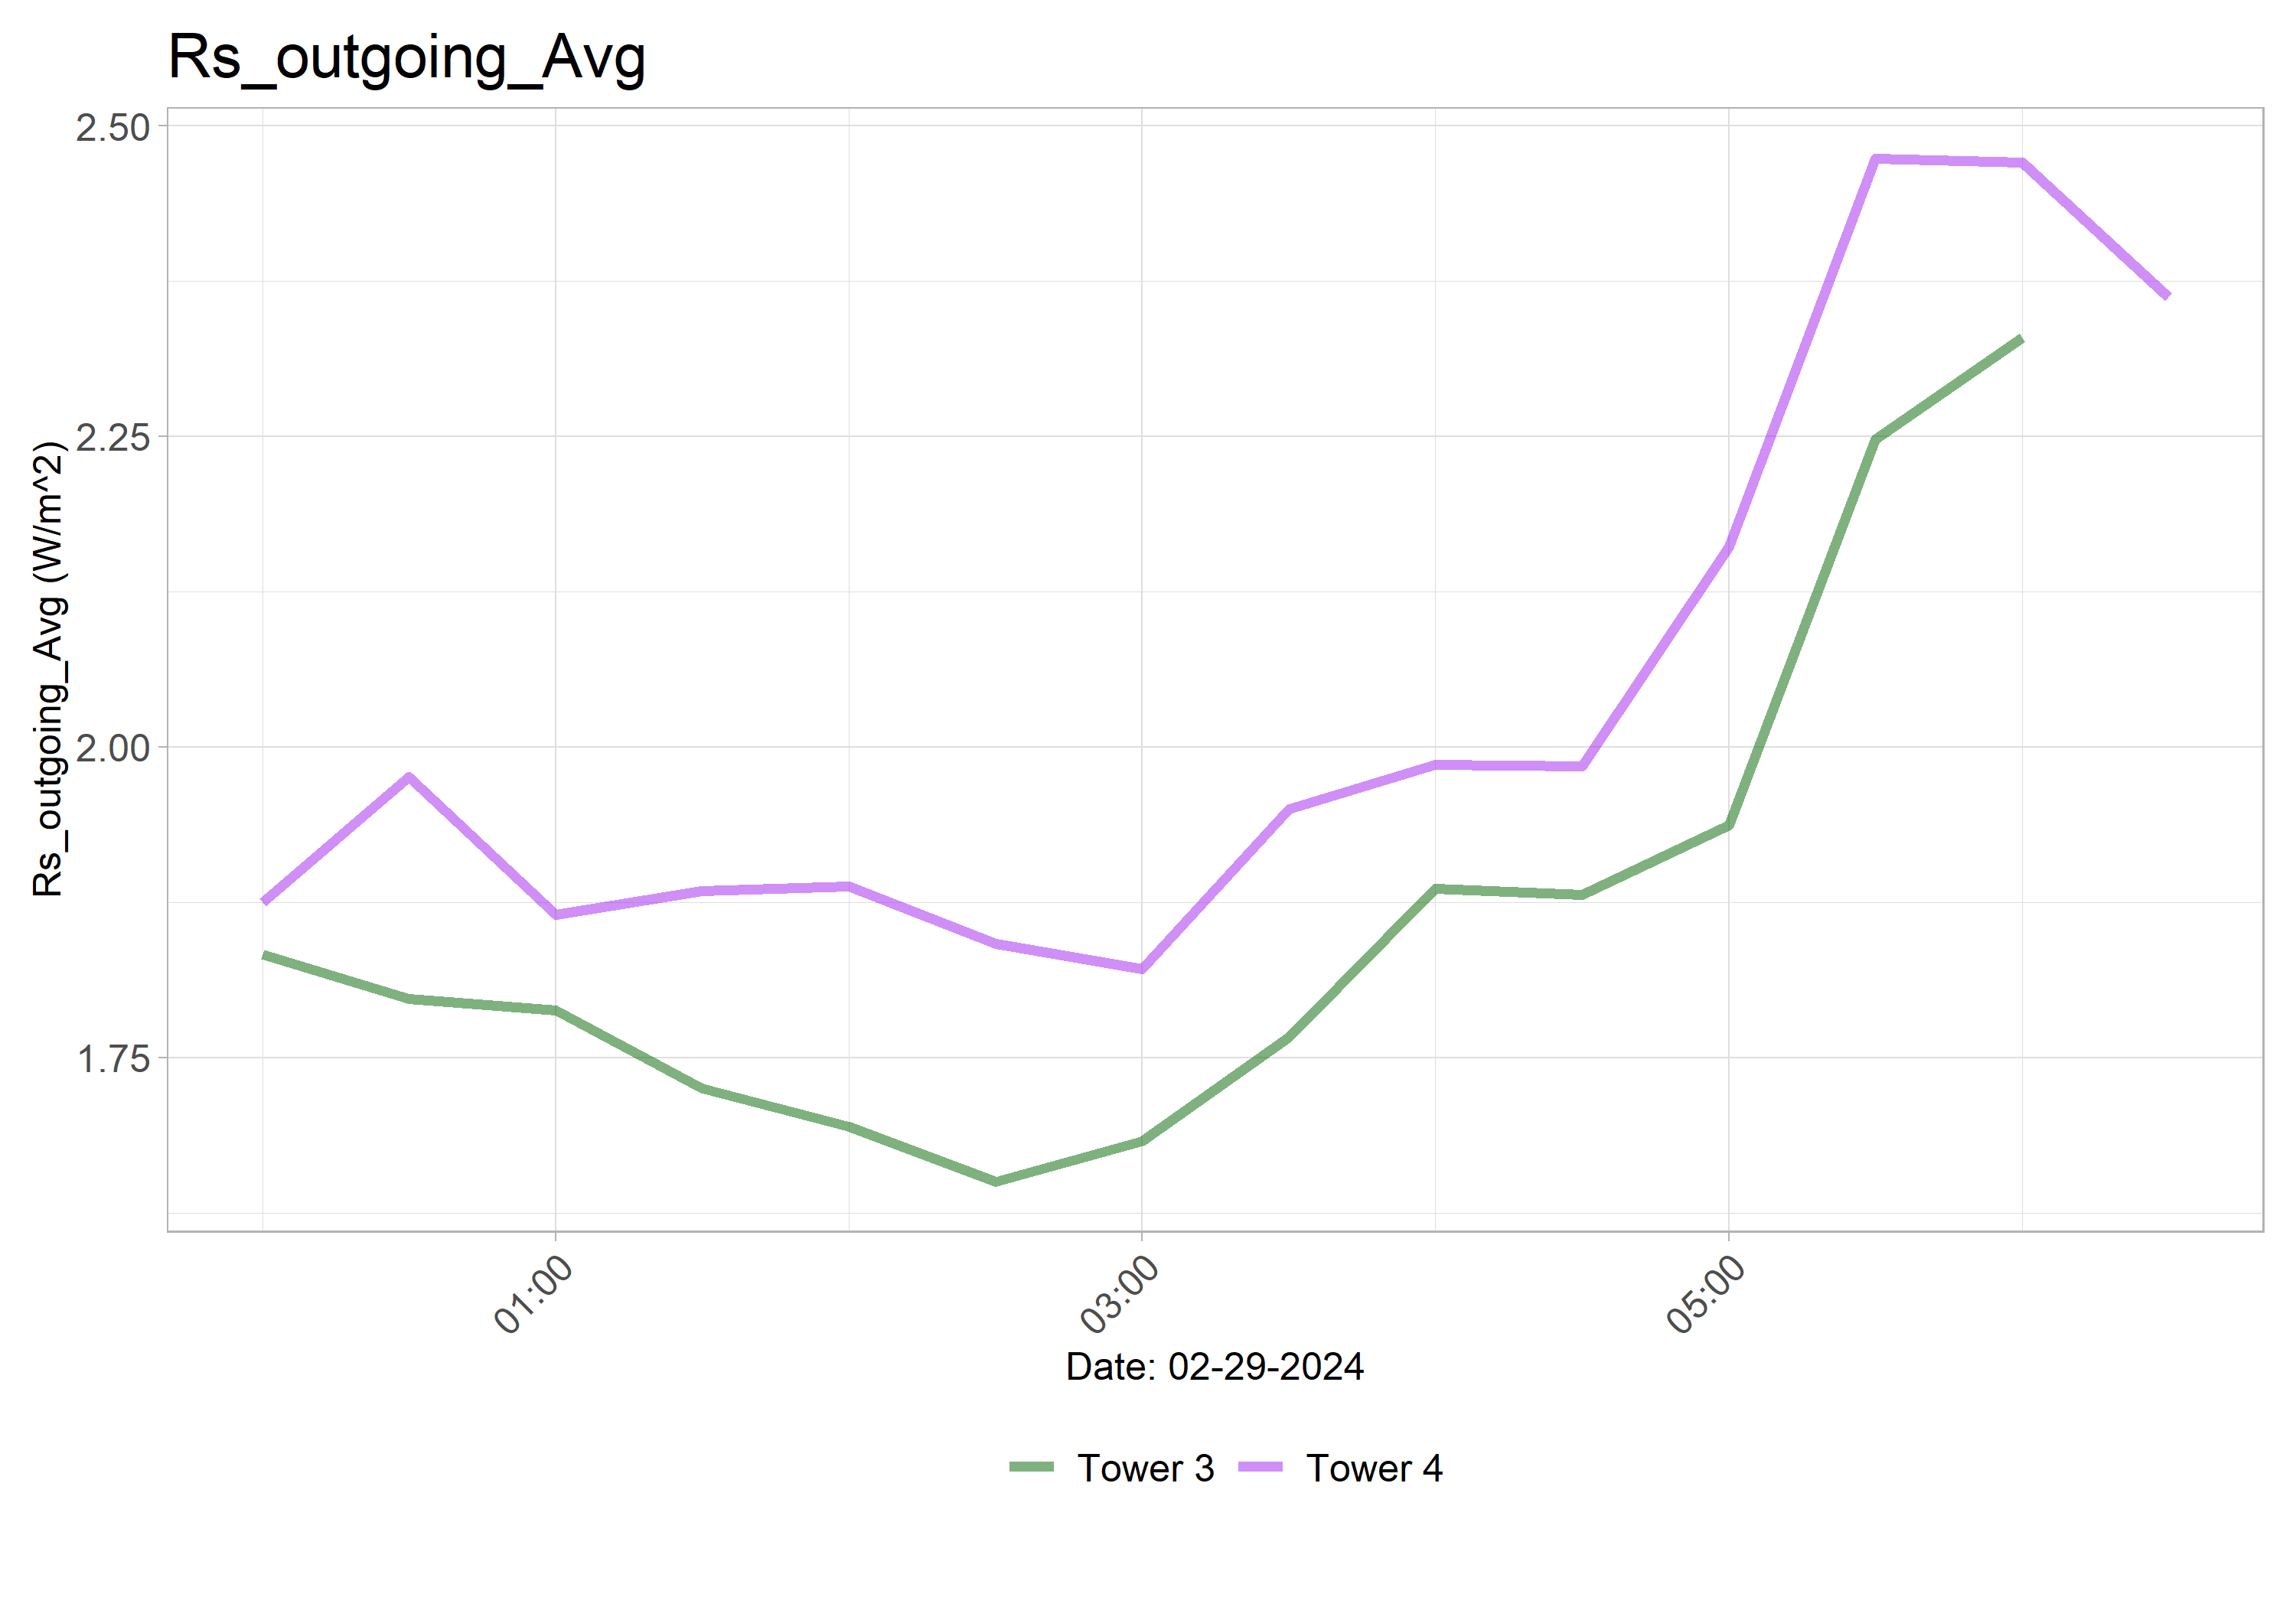 Rs_outgoing_Avg
Rs_outgoing_Avg (W/m^2)
2.50
2.25
2.00
1.75
01:00
03:00
05:00
Date: 02-29-2024
Tower 3
Tower 4